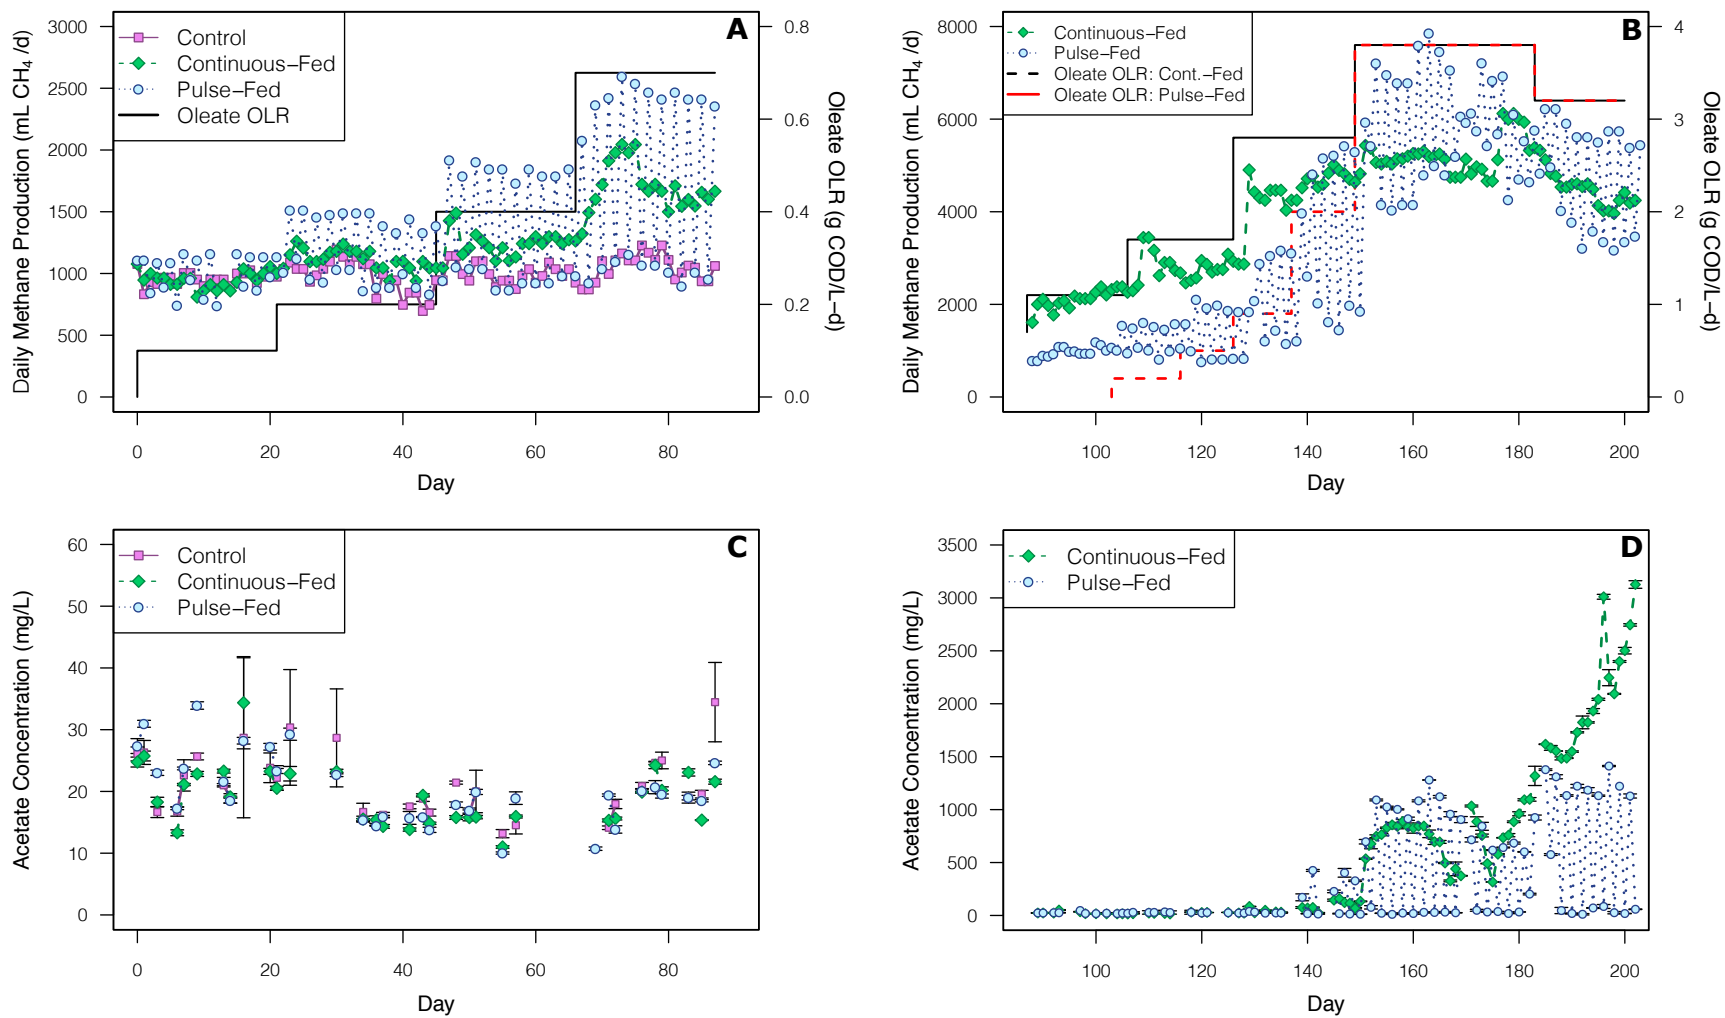 A
3000
2500
2000
1500
1000
500
0
0.8
0.6
0.4
0.2
0.0
0
20
40
60
80
Control
Continuous−Fed
Pulse−Fed
Oleate OLR
Daily Methane Production (mL CH4 /d)
Oleate OLR (g COD/L−d)
Day
B
8000
6000
4000
2000
0
4
3
2
1
0
100
120
140
160
180
200
Continuous−Fed
Pulse−Fed
Oleate OLR: Cont.−Fed
Oleate OLR: Pulse−Fed
Daily Methane Production (mL CH4 /d)
Oleate OLR (g COD/L−d)
Day
C
60
50
40
30
20
10
0
0
20
40
60
80
Control
Continuous−Fed
Pulse−Fed
Acetate Concentration (mg/L)
Day
D
3500
3000
2500
2000
1500
1000
500
0
100
120
140
160
180
200
Continuous−Fed
Pulse−Fed
Acetate Concentration (mg/L)
Day